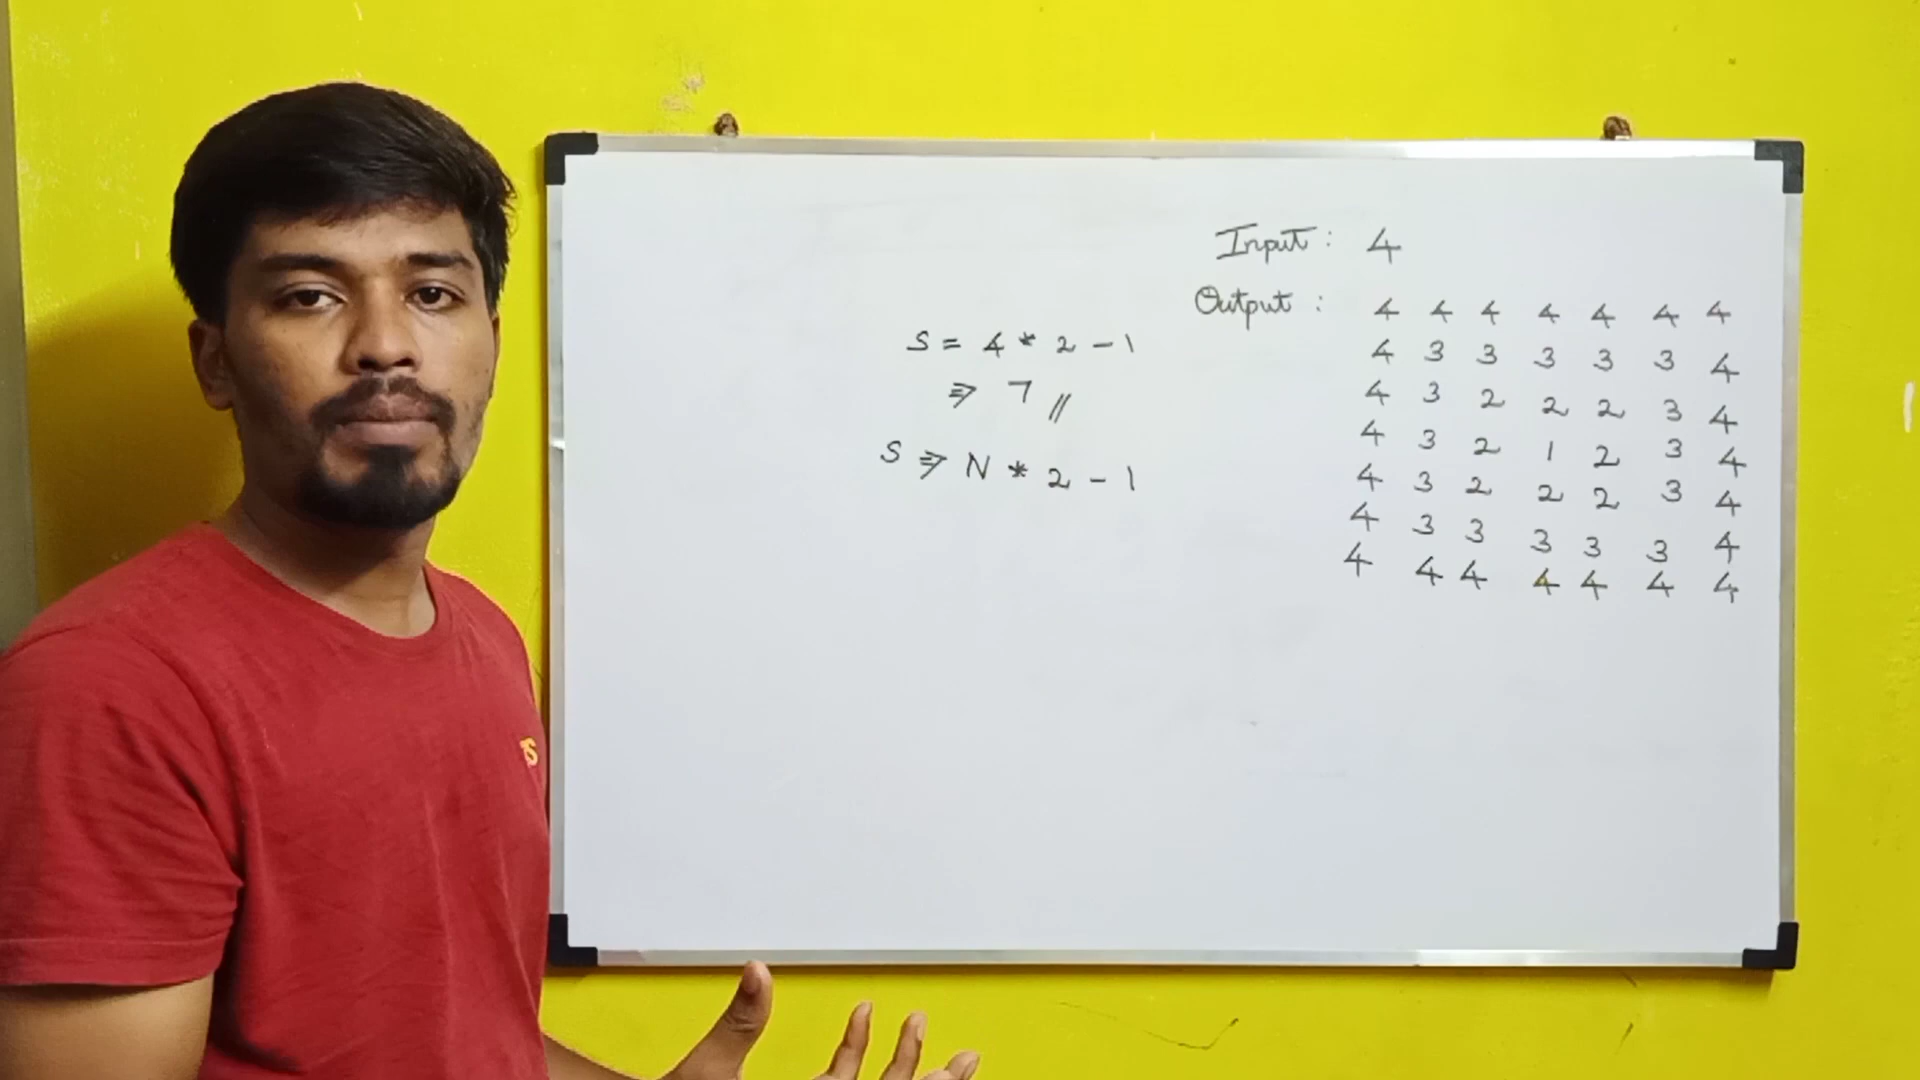 Input : 4
Output : 4 4 4 4 4 4 4
4 3 3 3 3 3 4
4 3 2 2 2 3 4
4 3 2 1 2 3 4
4 3 2 2 2 3 4
4 3 3 3 3 3 4
4 4 4 4 4 4 4
S = 4 * 2 - 1
⇒ 7 //
S ⇒ N * 2 - 1